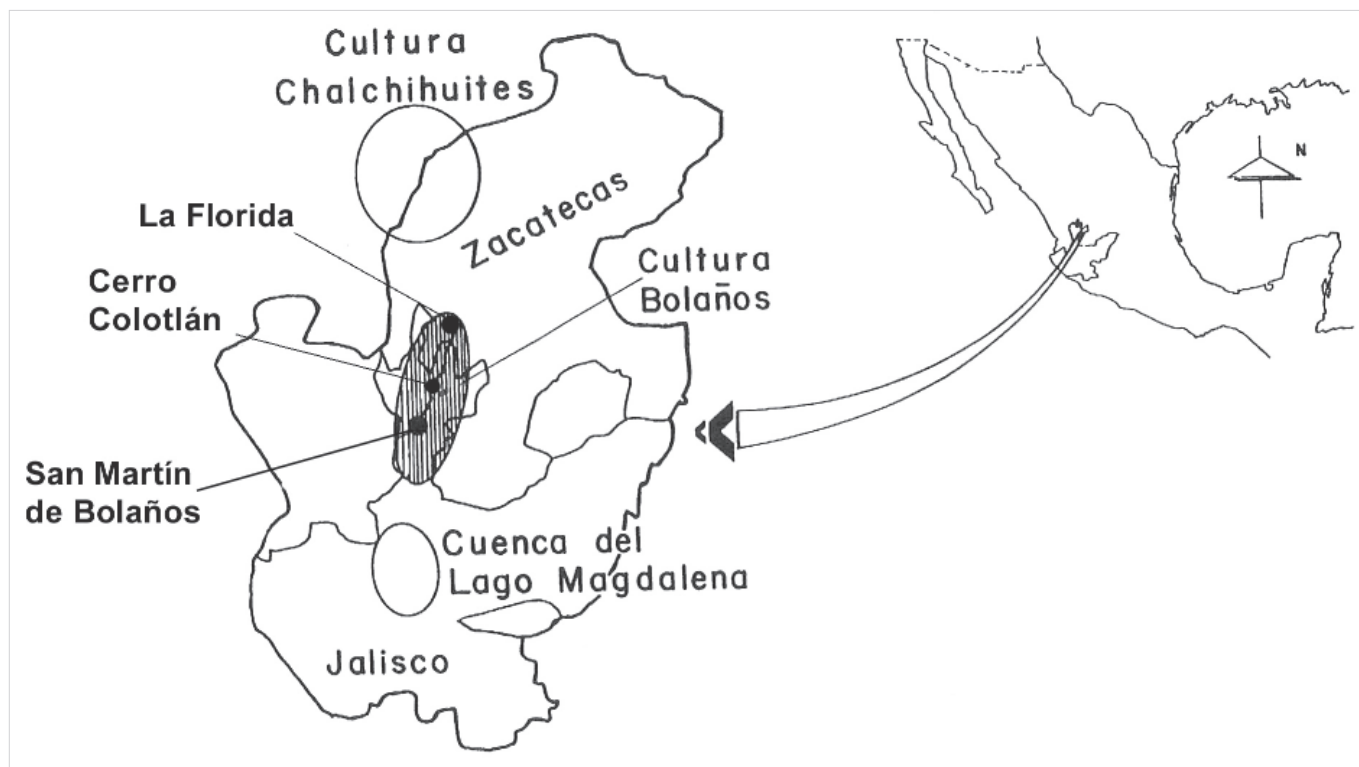 Cultura
Chalchihuites
N
La Florida
Zacatecas
Cultura
Bolaños
Cerro
Colotlán
San Martín
de Bolaños
Cuenca del
Lago Magdalena
Jalisco